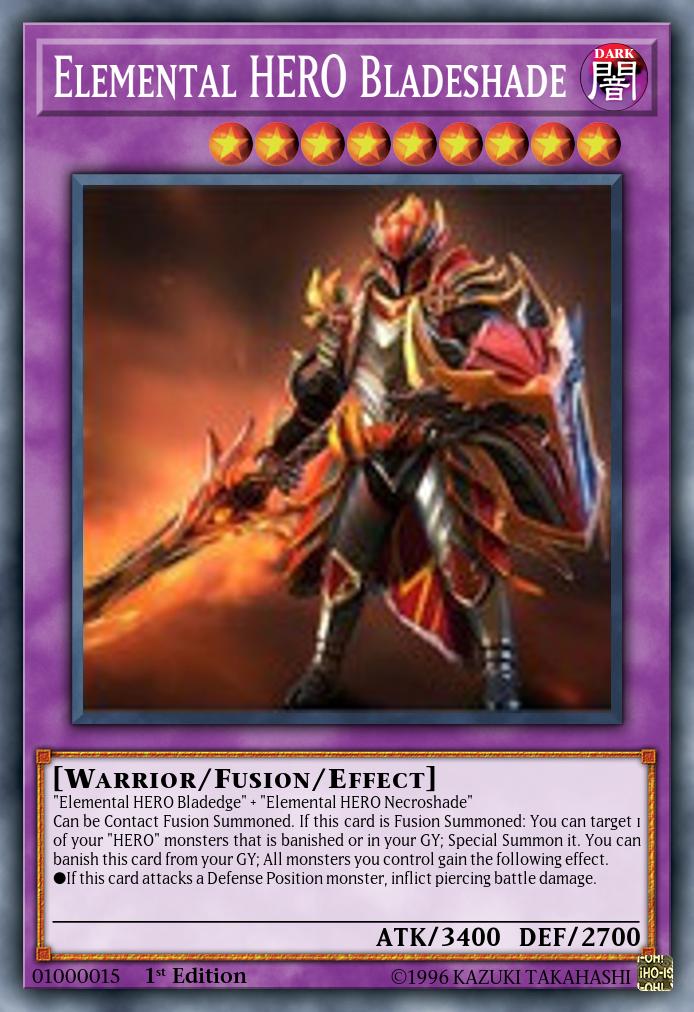 ELEMENTAL HERO BLADESHADE
DARK
闇
[WARRIOR/FUSION/EFFECT]
"Elemental HERO Bladedge" + "Elemental HERO Necroshade"
Can be Contact Fusion Summoned. If this card is Fusion Summoned: You can target 1
of your "HERO" monsters that is banished or in your GY; Special Summon it. You can
banish this card from your GY; All monsters you control gain the following effect.
●If this card attacks a Defense Position monster, inflict piercing battle damage.
ATK/3400 DEF/2700
01000015 1st Edition ©1996 KAZUKI TAKAHASHI